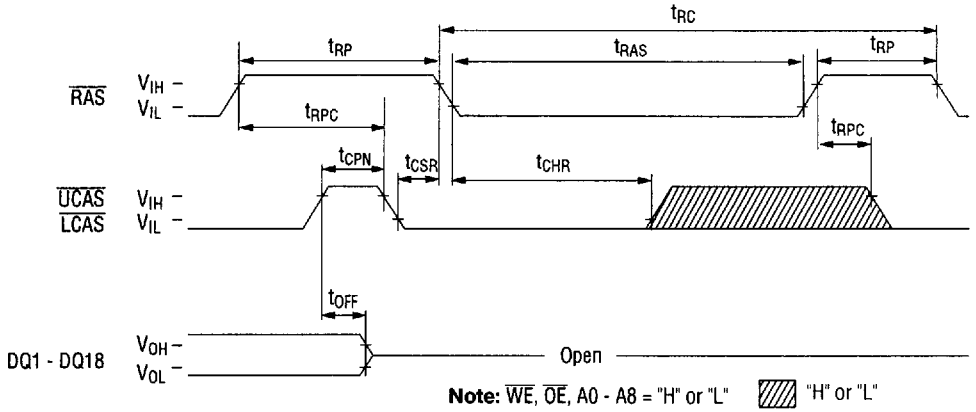 tRC
tRP
tRAS
tRP
RAS
VIH
VIL
tRPC
tRPC
tCPN
tCSR
tCHR
UCAS
LCAS
VIH
VIL
tOFF
DQ1 - DQ18
VOH
VOL
Open
Note: WE, OE, A0 - A8 = "H" or "L"
"H" or "L"